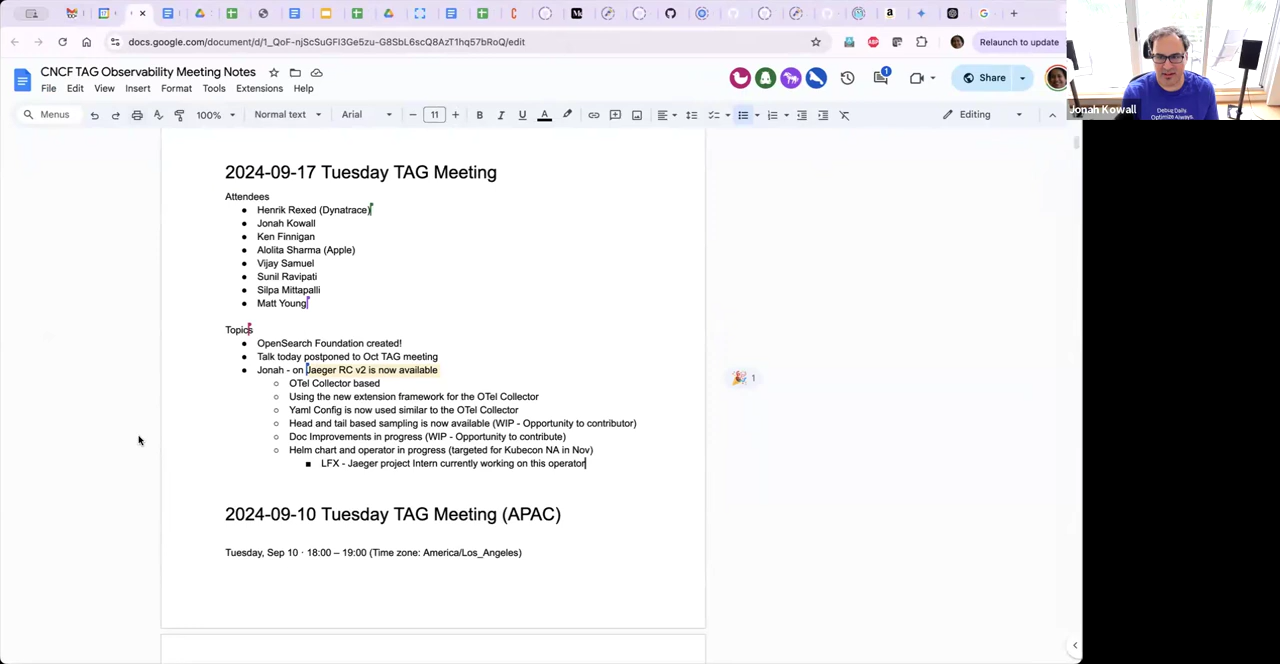 docs.google.com/document/d/1_QoF-njScSuGFI3Ge5zu-G8SbL6scQ8AzT1hq57bRoQ/edit
Relaunch to update
CNCF TAG Observability Meeting Notes
File Edit View Insert Format Tools Extensions Help
1
Share
Menus
100%
Normal text
Arial
11
Editing
Jonah Kowall
Debug Daily
Optimize Always.
2024-09-17 Tuesday TAG Meeting
Attendees
● Henrik Rexed (Dynatrace)
● Jonah Kowall
● Ken Finnigan
● Alolita Sharma (Apple)
● Vijay Samuel
● Sunil Ravipati
● Silpa Mittapalli
● Matt Young
Topics
● OpenSearch Foundation created!
● Talk today postponed to Oct TAG meeting
● Jonah - on Jaeger RC v2 is now available
○ OTel Collector based
🎉 1
○ Using the new extension framework for the OTel Collector
○ Yaml Config is now used similar to the OTel Collector
○ Head and tail based sampling is now available (WIP - Opportunity to contributor)
○ Doc Improvements in progress (WIP - Opportunity to contribute)
○ Helm chart and operator in progress (targeted for Kubecon NA in Nov)
■ LFX - Jaeger project Intern currently working on this operator
2024-09-10 Tuesday TAG Meeting (APAC)
Tuesday, Sep 10 · 18:00 – 19:00 (Time zone: America/Los_Angeles)